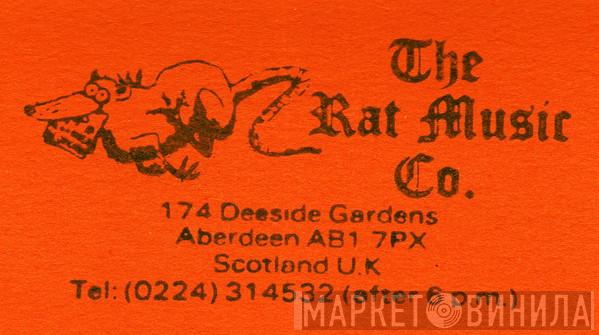 The
Rat Music
Co.
174 Deeside Gardens
Aberdeen AB1 7PX
Scotland U.K
Tel: (0224) 314532 (after 6 p.m.)
МАРКЕТ ВИНИЛА